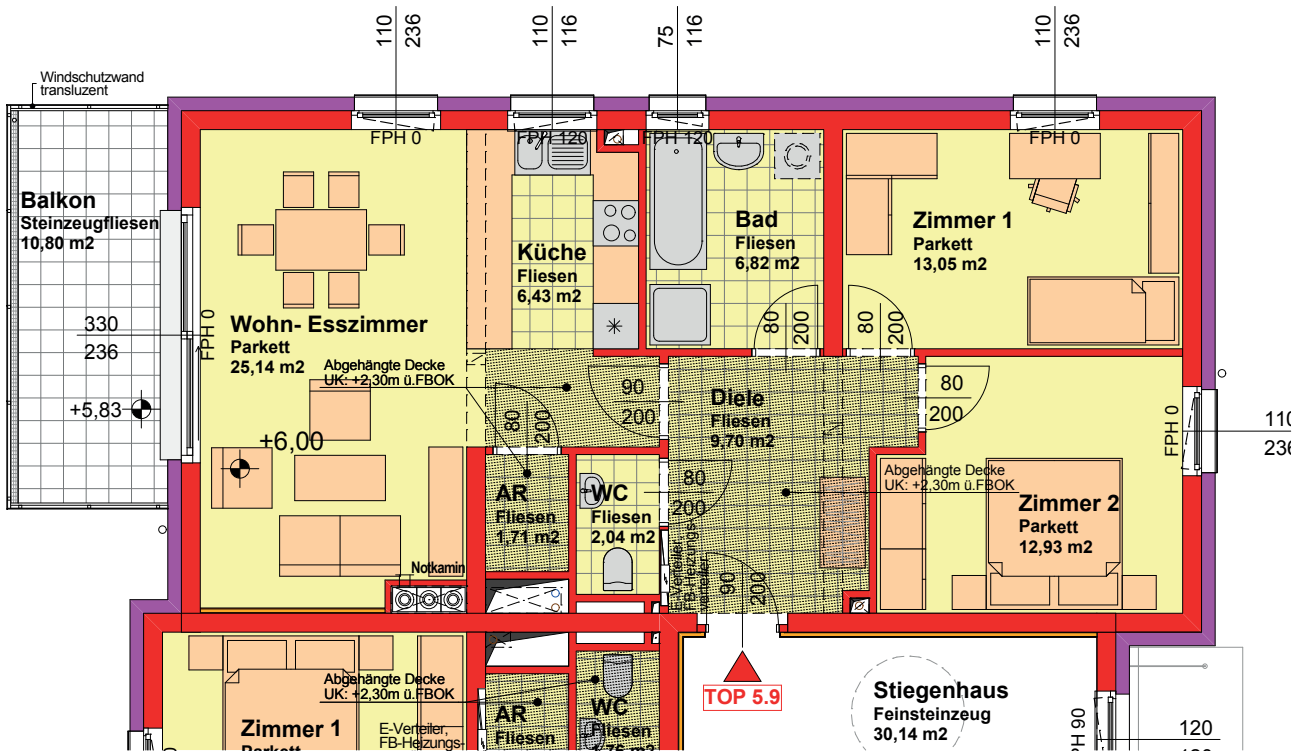 110
236
110
116
75
116
110
236
Windschutzwand
transluzent
FPH 0
FPH 120
FPH 120
FPH 0
Balkon
Steinzeugfliesen
10,80 m2
Küche
Fliesen
6,43 m2
Bad
Fliesen
6,82 m2
Zimmer 1
Parkett
13,05 m2
330
236
FPH 0
Wohn- Esszimmer
Parkett
25,14 m2
Abgehängte Decke
UK: +2,30m ü.FBOK
80
200
80
200
90
200
80
200
Diele
Fliesen
9,70 m2
80
200
+5,83
+6,00
FPH 0
110
236
AR
Fliesen
1,71 m2
WC
Fliesen
2,04 m2
80
200
Abgehängte Decke
UK: +2,30m ü.FBOK
Zimmer 2
Parkett
12,93 m2
Notkamin
E-Verteiler,
FB-Heizungs-
verteiler
90
200
TOP 5.9
Abgehängte Decke
UK: +2,30m ü.FBOK
Zimmer 1
Parkett
E-Verteiler,
FB-Heizungs-
AR
Fliesen
WC
Fliesen
1,75 m2
Stiegenhaus
Feinsteinzeug
30,14 m2
FPH 90
120